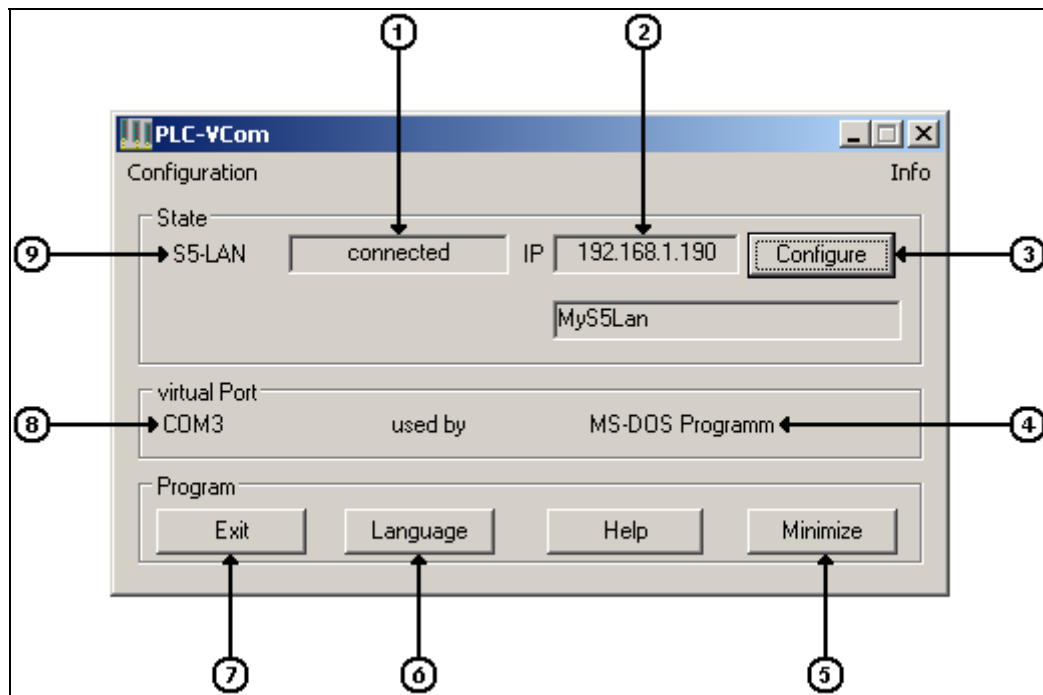 1 2
PLC-VCom
Configuration Info
State
9 S5-LAN connected IP 192.168.1.190 Configure 3
MyS5Lan
virtual Port
8 COM3 used by MS-DOS Programm 4
Program
Exit Language Help Minimize
7 6 5